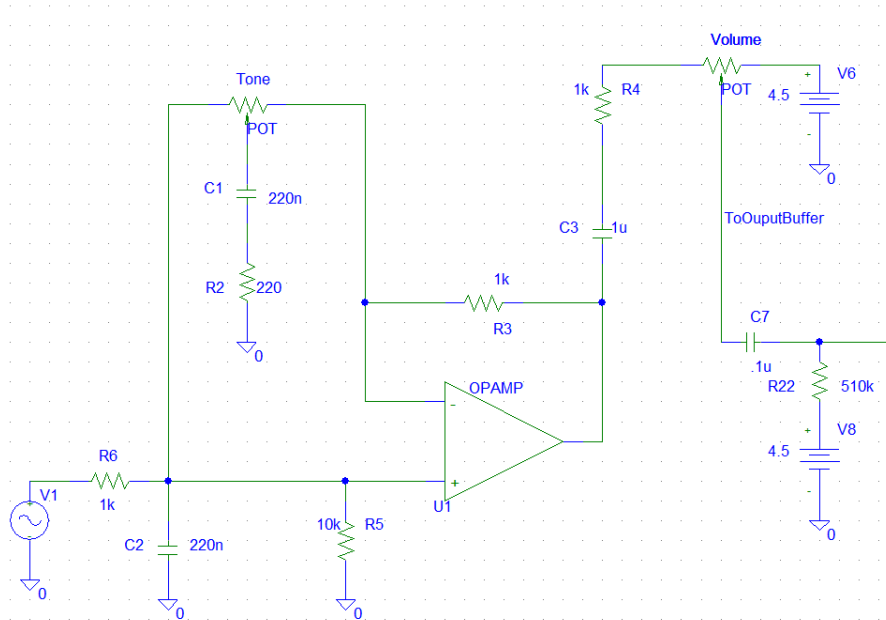 Volume
V6
+
POT
4.5
-
0
1k
R4
Tone
POT
C1
220n
ToOuputBuffer
C3
1u
R2
220
0
1k
R3
C7
.1u
R22
510k
OPAMP
-
+
U1
V8
+
4.5
-
0
R6
1k
V1
+
-
0
C2
220n
0
10k
R5
0